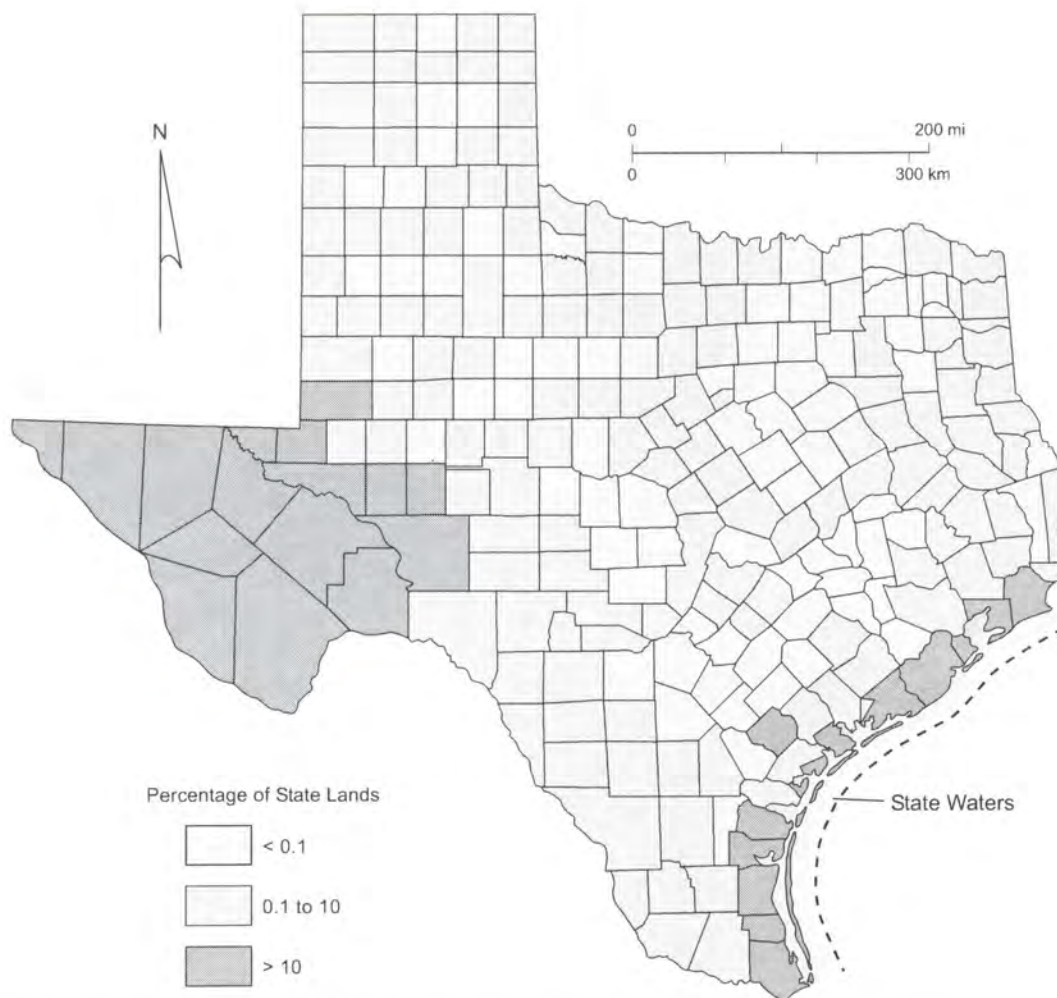 N
0 200 mi
0 300 km
State Waters
Percentage of State Lands
< 0.1
0.1 to 10
> 10